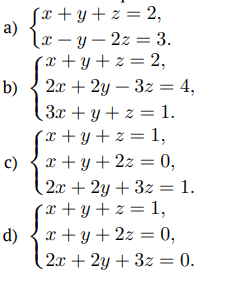 a) { x + y + z = 2,
x − y − 2z = 3.
b) { x + y + z = 2,
2x + 2y − 3z = 4,
3x + y + z = 1.
c) { x + y + z = 1,
x + y + 2z = 0,
2x + 2y + 3z = 1.
d) { x + y + z = 1,
x + y + 2z = 0,
2x + 2y + 3z = 0.